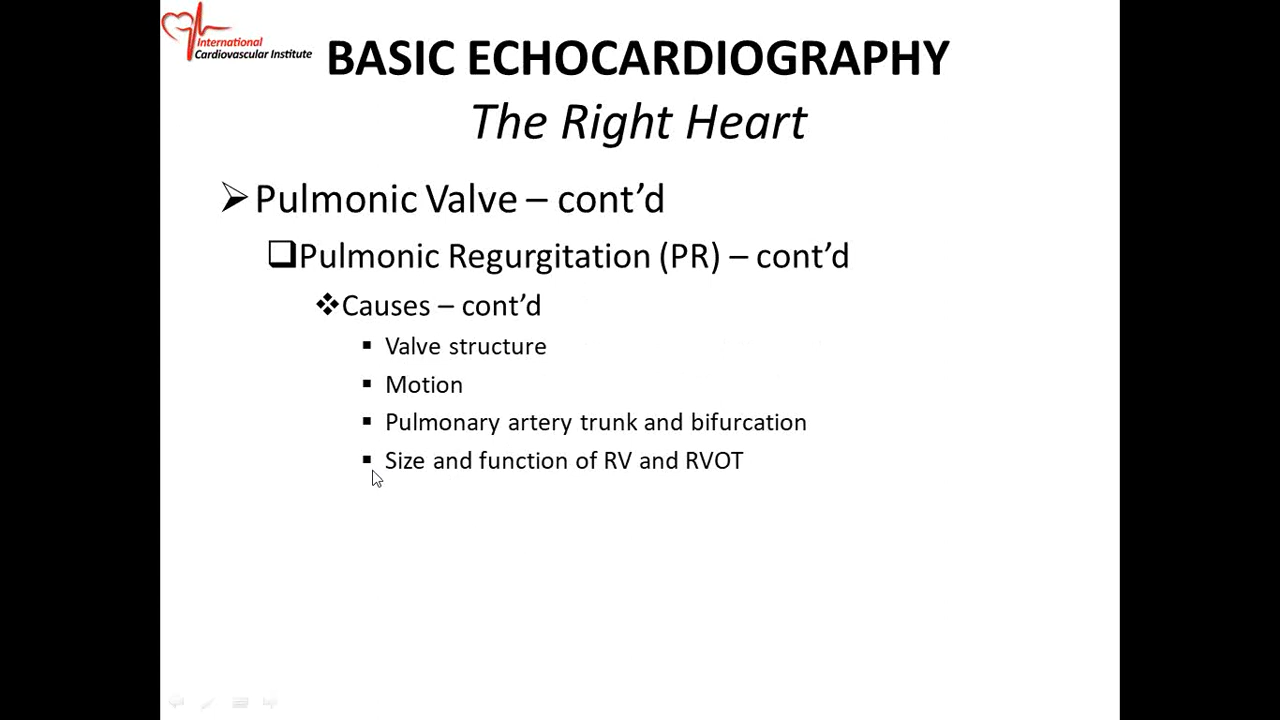 International
Cardiovascular Institute
BASIC ECHOCARDIOGRAPHY
The Right Heart
Pulmonic Valve – cont’d
Pulmonic Regurgitation (PR) – cont’d
Causes – cont’d
Valve structure
Motion
Pulmonary artery trunk and bifurcation
Size and function of RV and RVOT